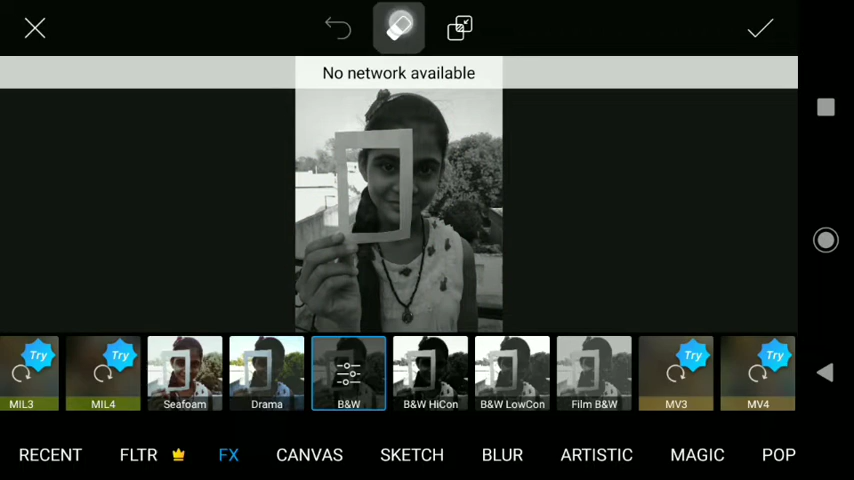 No network available
Try
Try
Try
Try
MIL3
MIL4
Seafoam
Drama
B&W
B&W HiCon
B&W LowCon
Film B&W
MV3
MV4
RECENT
FLTR
FX
CANVAS
SKETCH
BLUR
ARTISTIC
MAGIC
POP